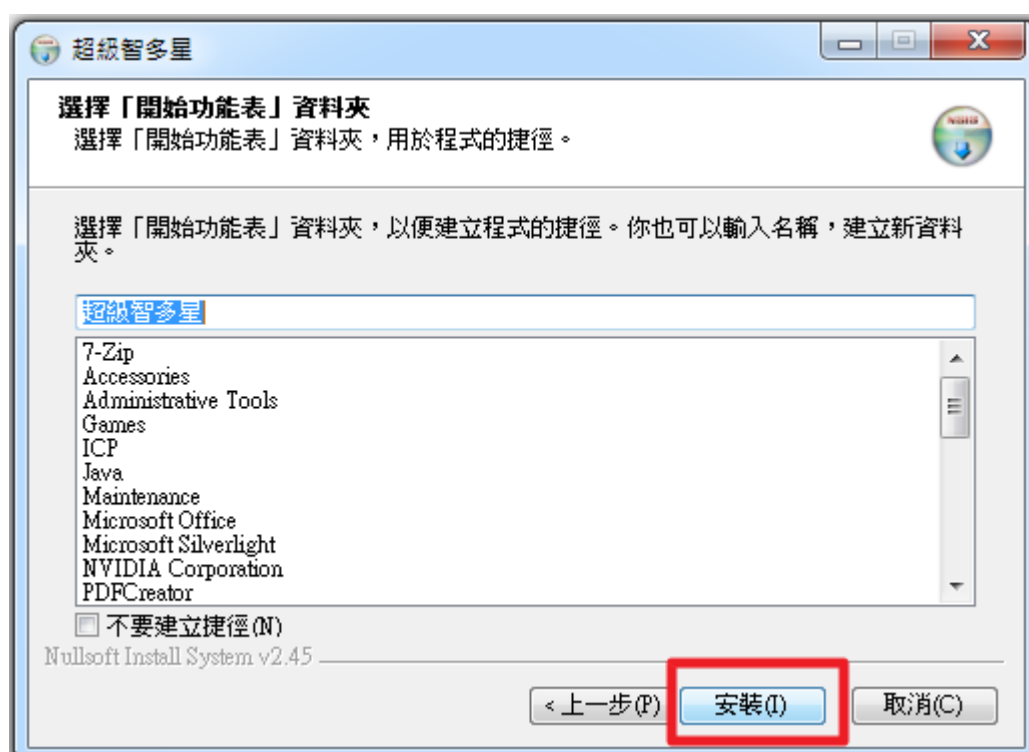 超級智多星
選擇「開始功能表」資料夾
選擇「開始功能表」資料夾，用於程式的捷徑。
選擇「開始功能表」資料夾，以便建立程式的捷徑。你也可以輸入名稱，建立新資料
夾。
超級智多星
7-Zip
Accessories
Administrative Tools
Games
ICP
Java
Maintenance
Microsoft Office
Microsoft Silverlight
NVIDIA Corporation
PDFCreator
不要建立捷徑(N)
Nullsoft Install System v2.45
<上一步(P) 安裝(I) 取消(C)